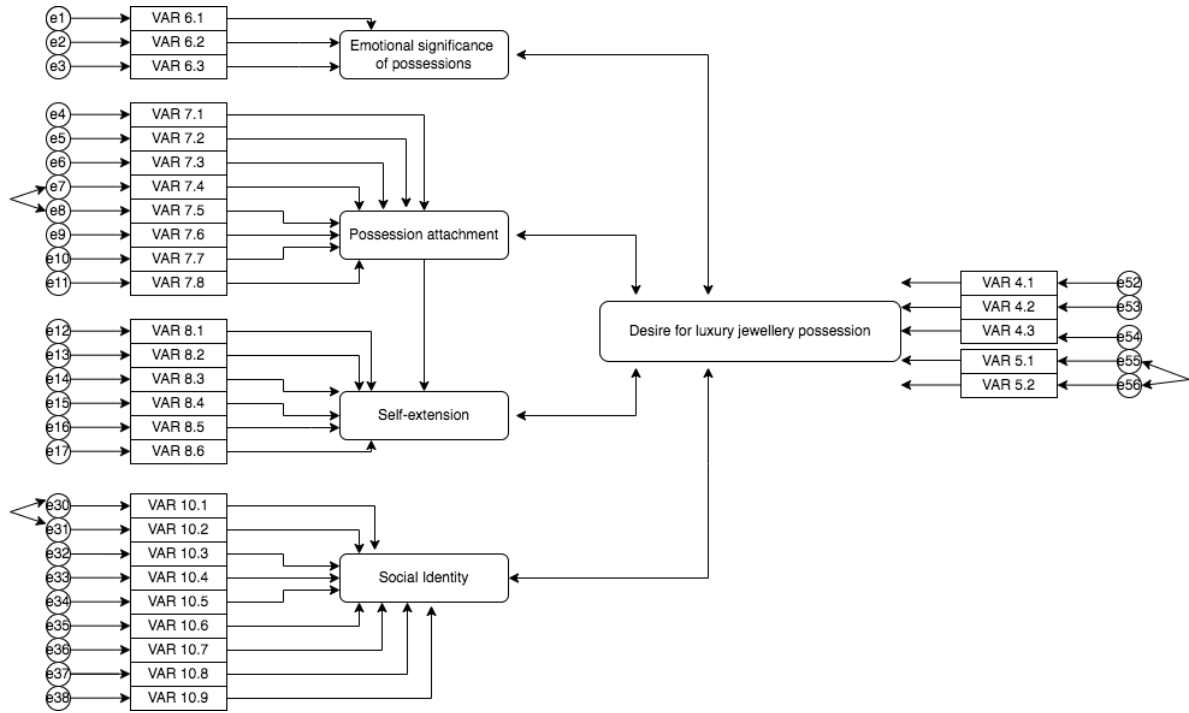 e1 VAR 6.1
e2 VAR 6.2
e3 VAR 6.3
Emotional significance
of possessions
e4 VAR 7.1
e5 VAR 7.2
e6 VAR 7.3
e7 VAR 7.4
e8 VAR 7.5
e9 VAR 7.6
e10 VAR 7.7
e11 VAR 7.8
Possession attachment
e12 VAR 8.1
e13 VAR 8.2
e14 VAR 8.3
e15 VAR 8.4
e16 VAR 8.5
e17 VAR 8.6
Self-extension
e30 VAR 10.1
e31 VAR 10.2
e32 VAR 10.3
e33 VAR 10.4
e34 VAR 10.5
e35 VAR 10.6
e36 VAR 10.7
e37 VAR 10.8
e38 VAR 10.9
Social Identity
Desire for luxury jewellery possession
VAR 4.1 e52
VAR 4.2 e53
VAR 4.3 e54
VAR 5.1 e55
VAR 5.2 e56